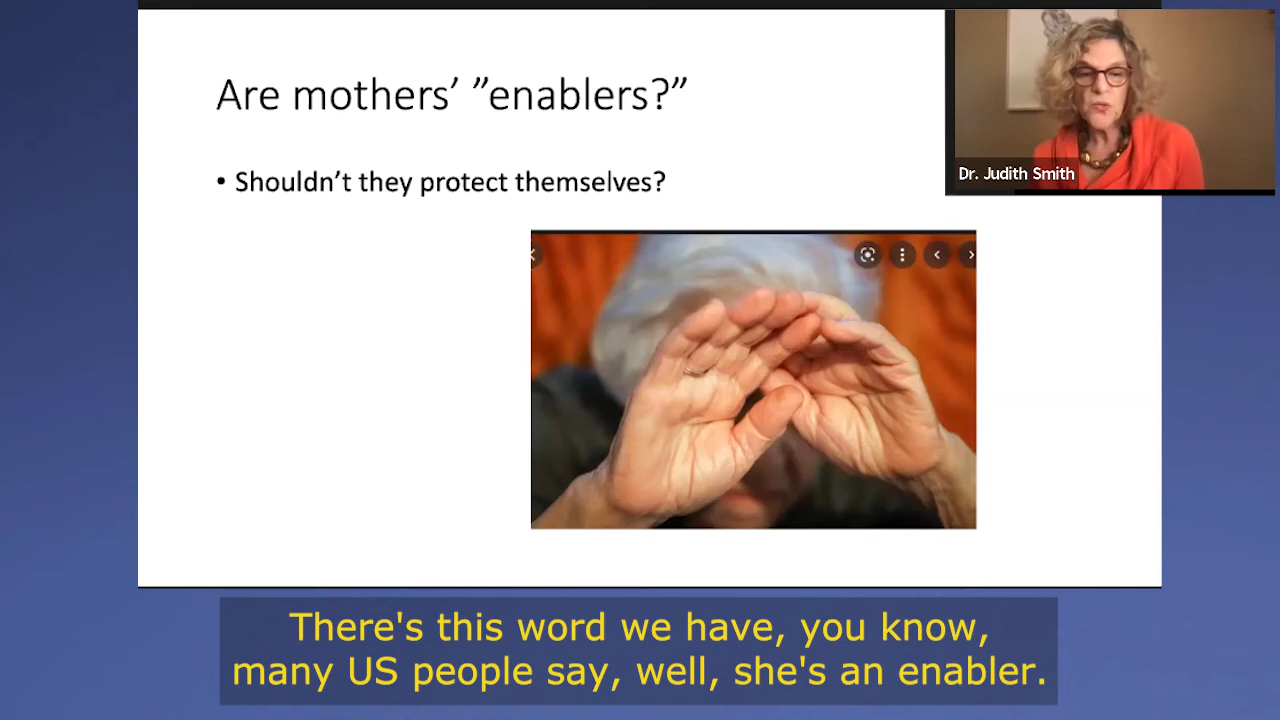 Are mothers’ ”enablers?”
• Shouldn’t they protect themselves?
Dr. Judith Smith
There's this word we have, you know,
many US people say, well, she's an enabler.